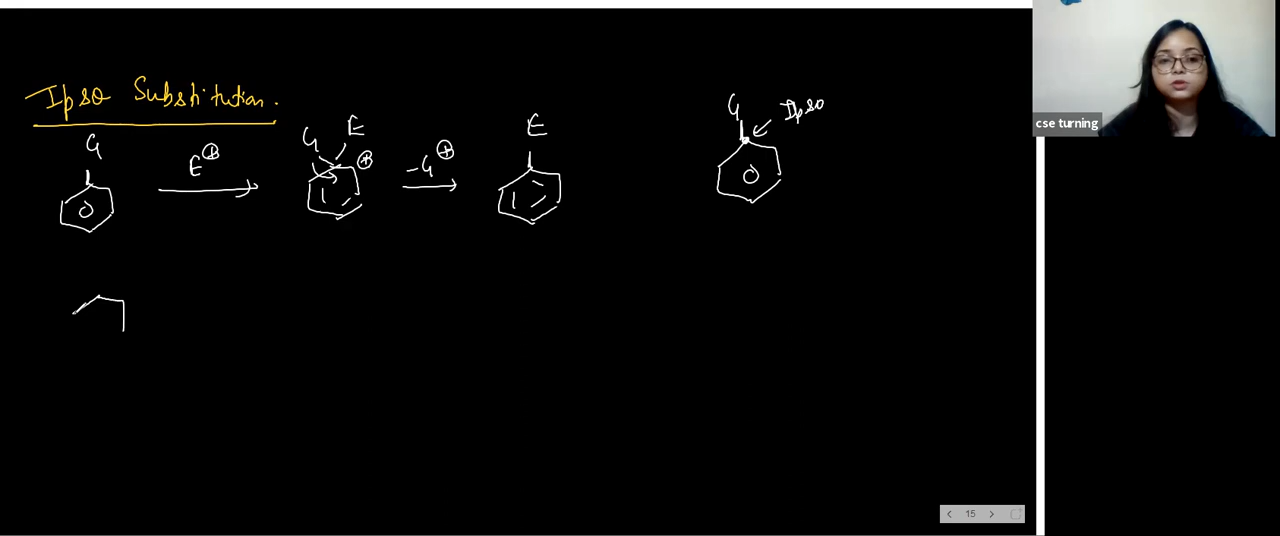 Ipso Substitution.
G
E⊕
G E
⊕
-G⊕
E
G
Ipso
cse turning
15